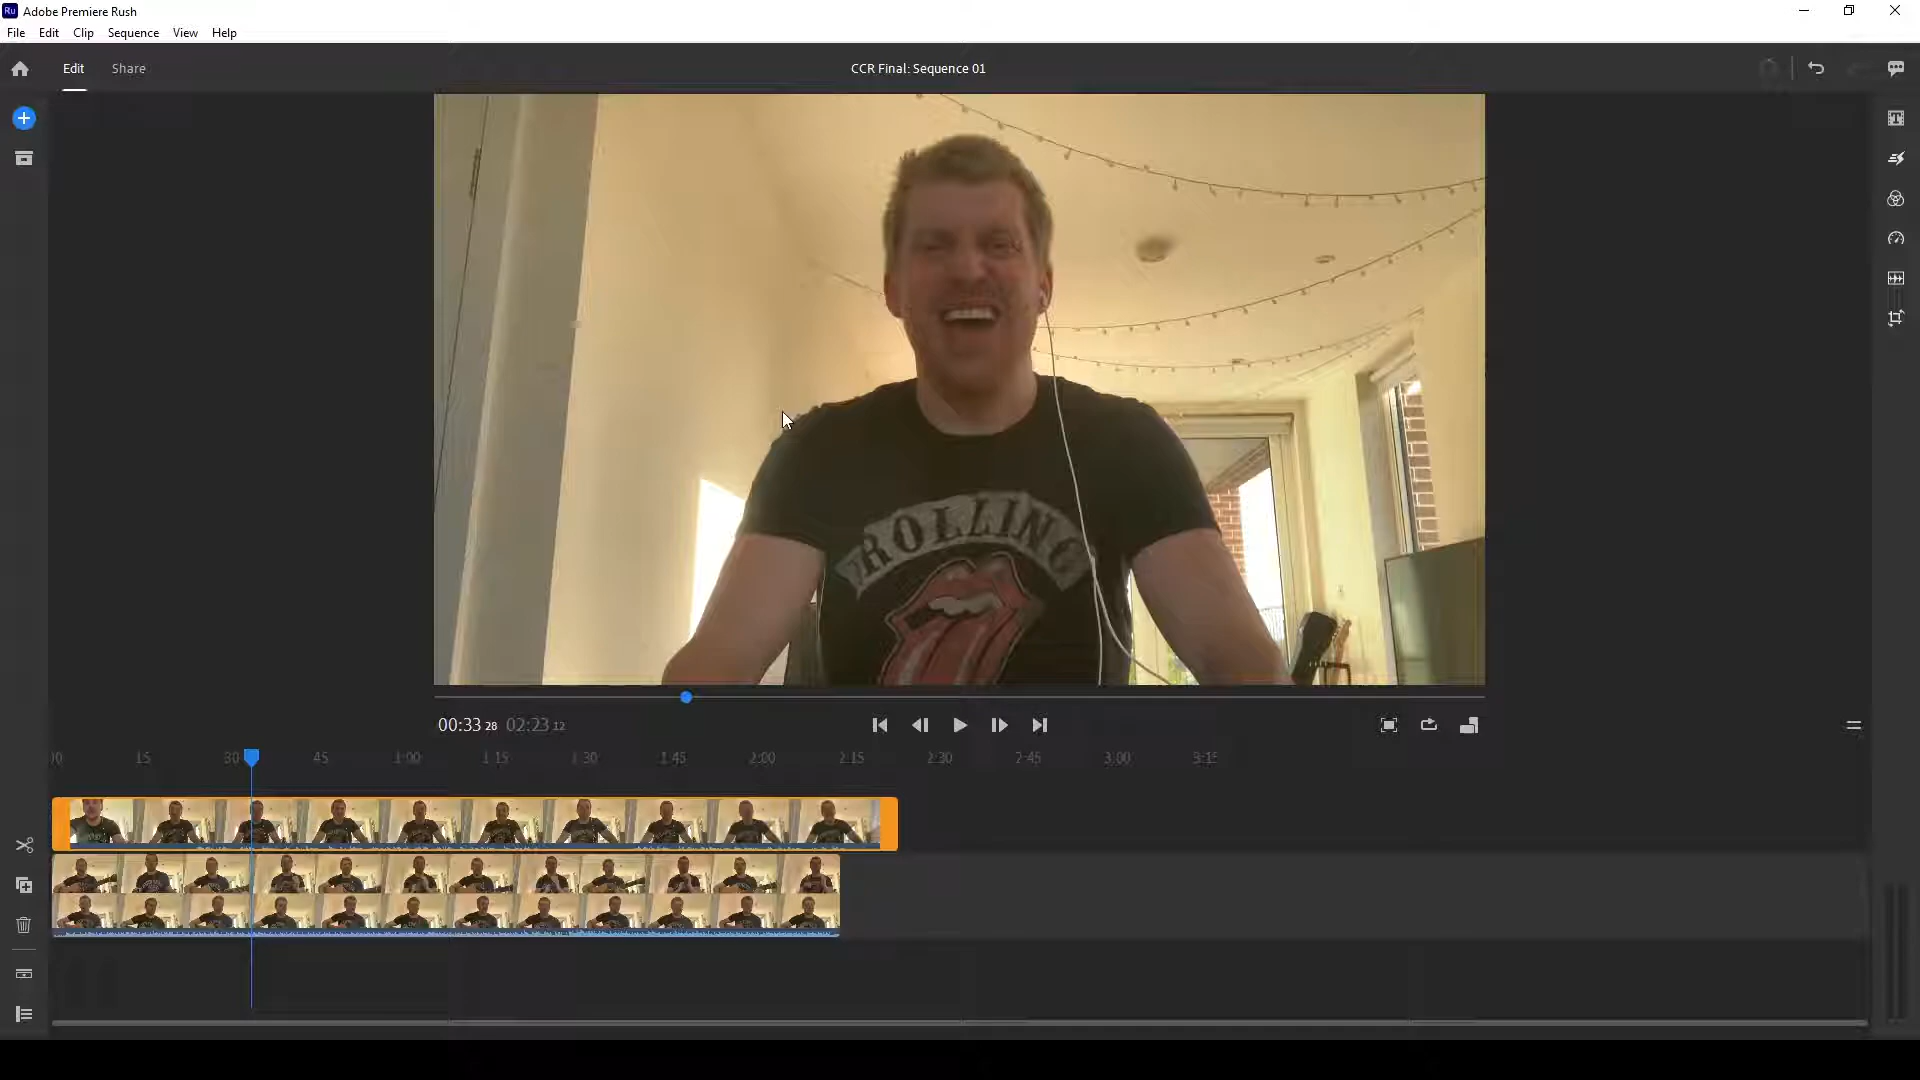 Ru Adobe Premiere Rush
File Edit Clip Sequence View Help
Edit Share CCR Final: Sequence 01
ROLLING
00:33 28 02:23 12
15 30 45 1:00 1:15 1:30 1:45 2:00 2:15 2:30 2:45 3:00 3:15